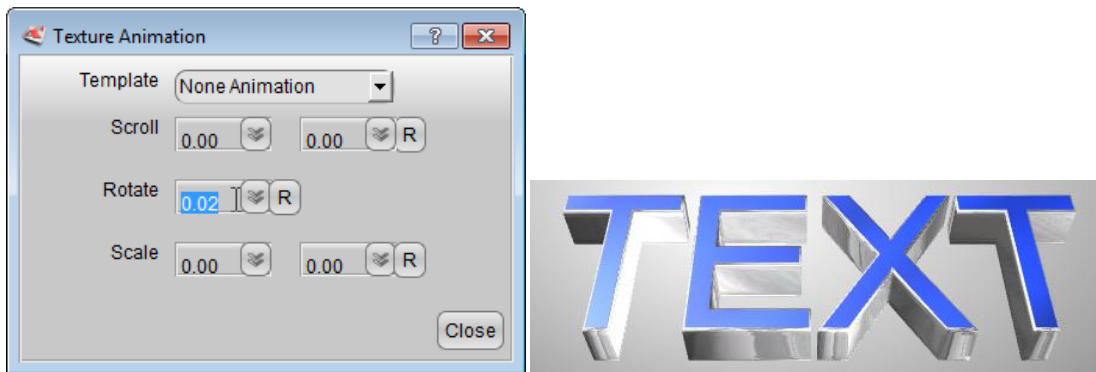 Texture Animation
?
Template None Animation
Scroll 0.00 0.00 R
Rotate 0.02 R
Scale 0.00 0.00 R
Close
TEXT